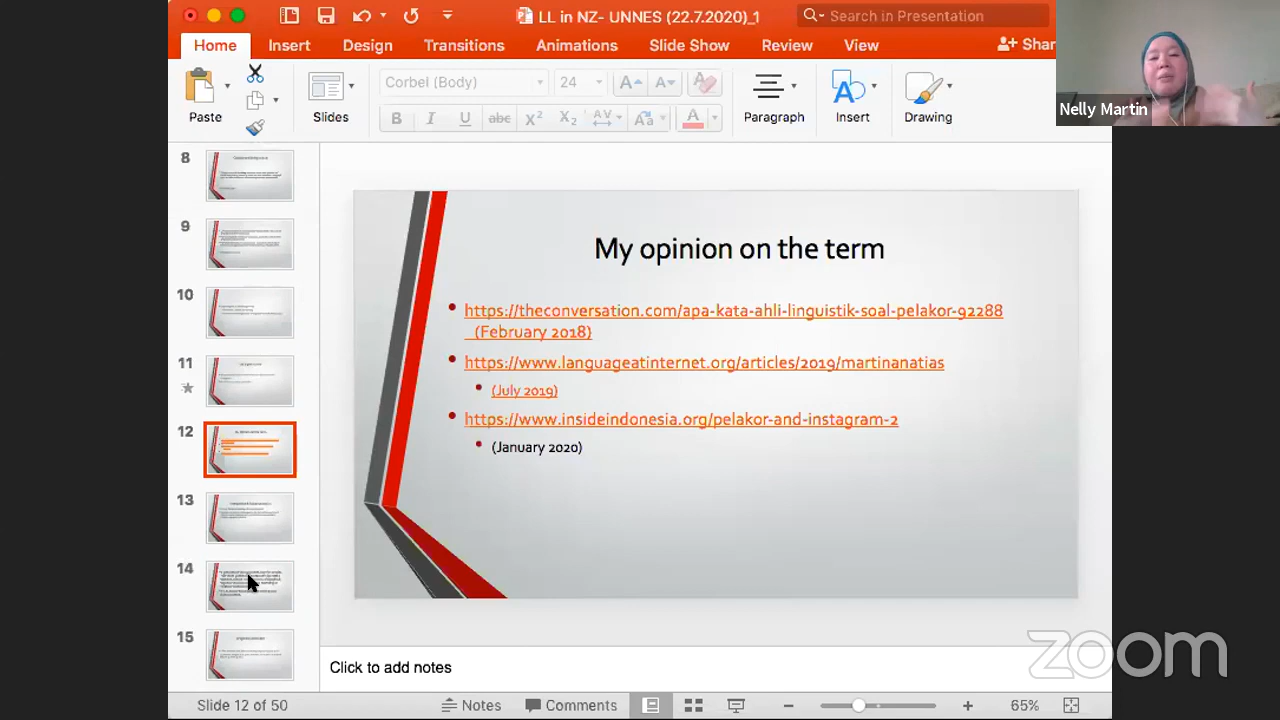 LL in NZ- UNNES (22.7.2020)_1
Search in Presentation
Home Insert Design Transitions Animations Slide Show Review View Shar
Corbel (Body) 24
Paste Slides Paragraph Insert Drawing
Nelly Martin
8
9
10
11
12
13
14
15
My opinion on the term
https://theconversation.com/apa-kata-ahli-linguistik-soal-pelakor-92288
(February 2018)
https://www.languageatinternet.org/articles/2019/martinanatias
(July 2019)
https://www.insideindonesia.org/pelakor-and-instagram-2
(January 2020)
zoom
Click to add notes
Slide 12 of 50 Notes Comments 65%